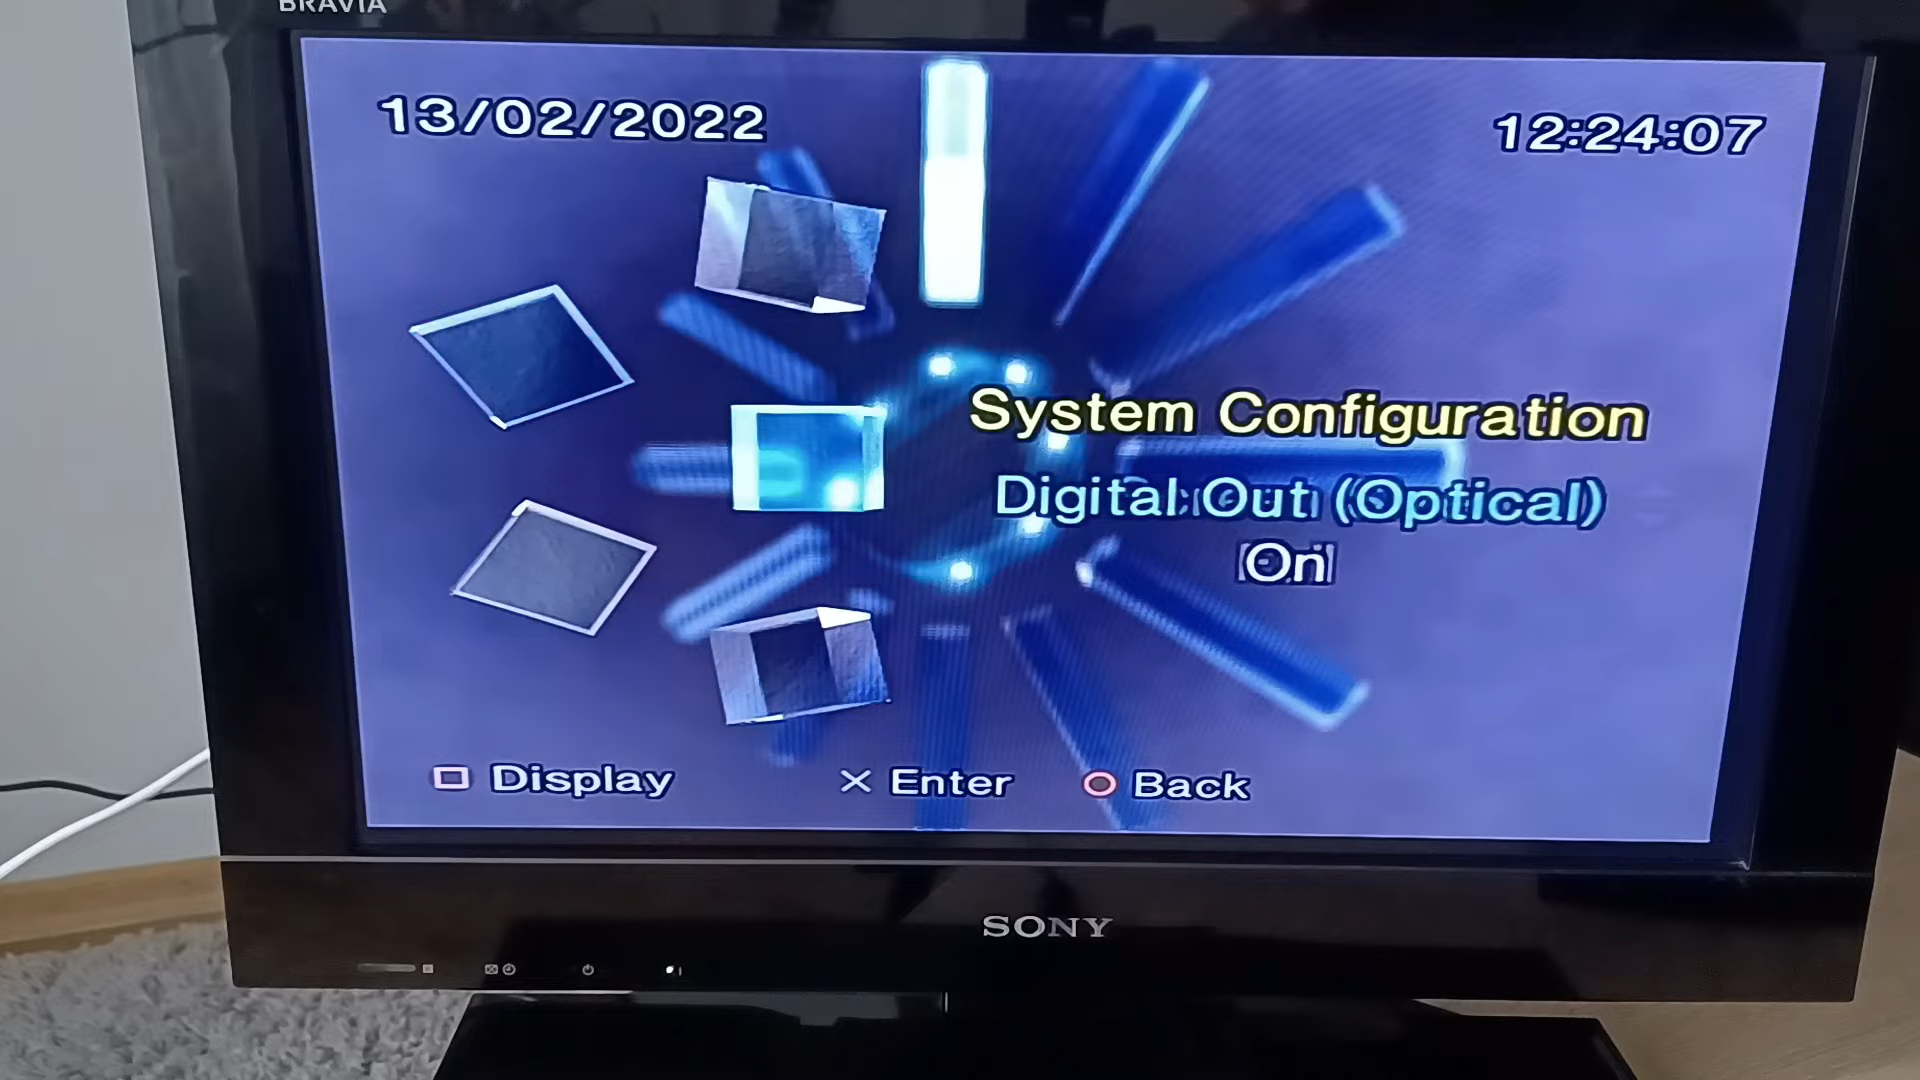 BRAVIA
13/02/2022
12:24:07
System Configuration
Digital Out (Optical)
On
Display
Enter
Back
SONY